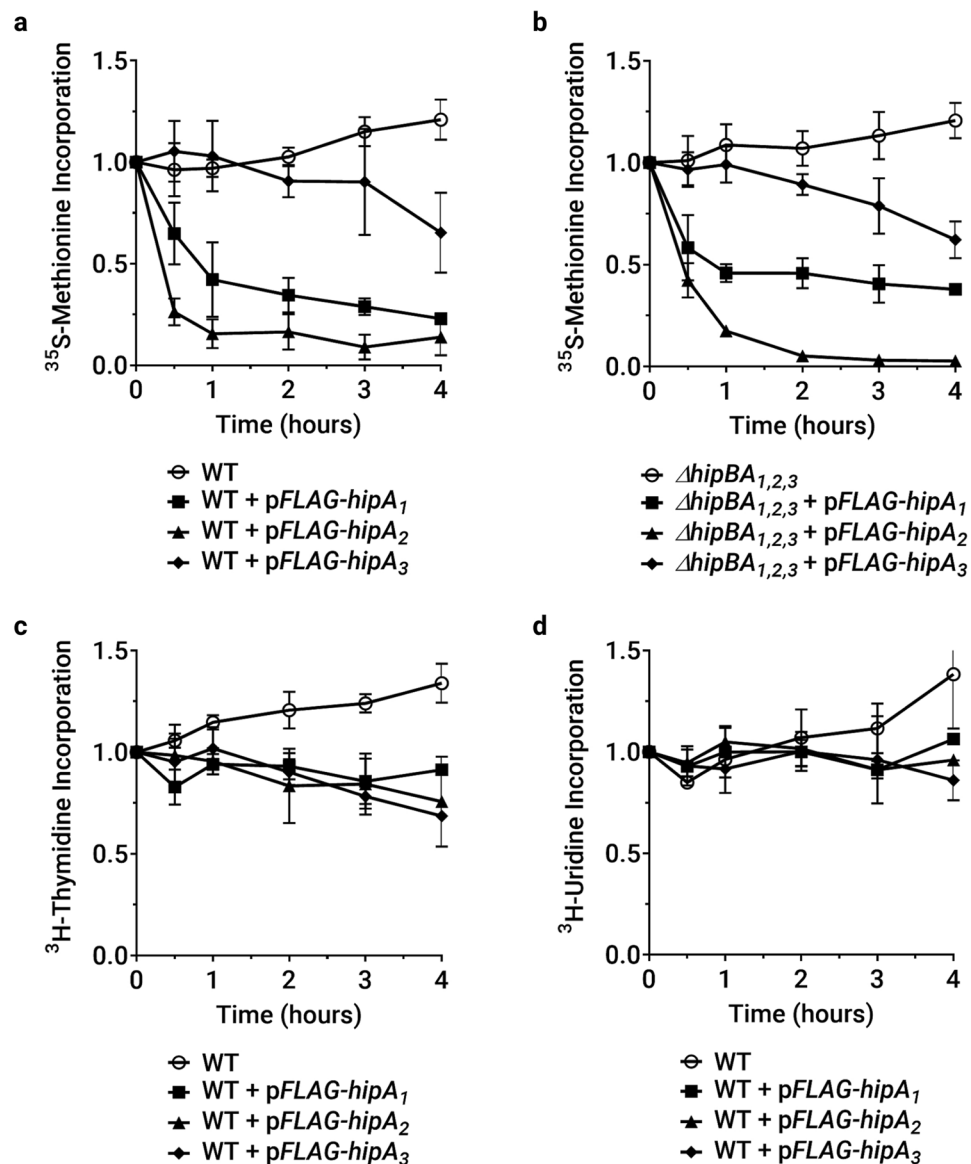 a
1.5
1.0
0.5
0.0
³⁵S-Methionine Incorporation
0 1 2 3 4
Time (hours)
WT
WT + pFLAG-hipA₁
WT + pFLAG-hipA₂
WT + pFLAG-hipA₃
b
1.5
1.0
0.5
0.0
³⁵S-Methionine Incorporation
0 1 2 3 4
Time (hours)
ΔhipBA₁,₂,₃
ΔhipBA₁,₂,₃ + pFLAG-hipA₁
ΔhipBA₁,₂,₃ + pFLAG-hipA₂
ΔhipBA₁,₂,₃ + pFLAG-hipA₃
c
1.5
1.0
0.5
0.0
³H-Thymidine Incorporation
0 1 2 3 4
Time (hours)
WT
WT + pFLAG-hipA₁
WT + pFLAG-hipA₂
WT + pFLAG-hipA₃
d
1.5
1.0
0.5
0.0
³H-Uridine Incorporation
0 1 2 3 4
Time (hours)
WT
WT + pFLAG-hipA₁
WT + pFLAG-hipA₂
WT + pFLAG-hipA₃